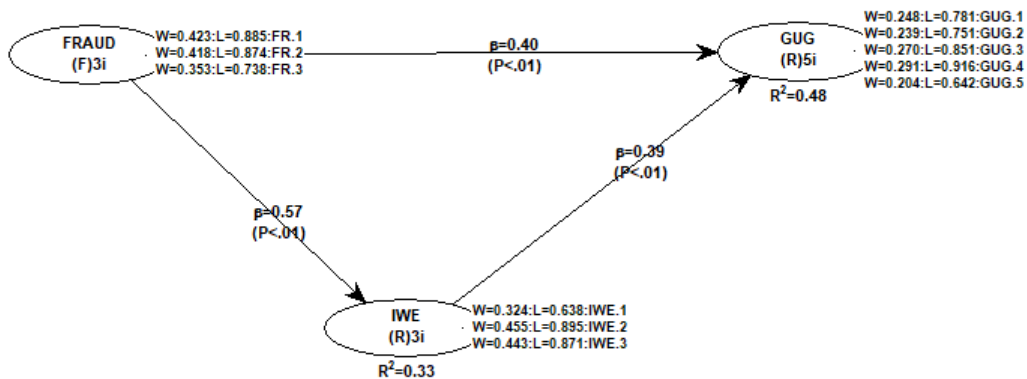 FRAUD
(F)3i
W=0.423:L=0.885:FR.1
W=0.418:L=0.874:FR.2
W=0.353:L=0.738:FR.3
β=0.40
(P<.01)
GUG
(R)5i
R²=0.48
W=0.248:L=0.781:GUG.1
W=0.239:L=0.751:GUG.2
W=0.270:L=0.851:GUG.3
W=0.291:L=0.916:GUG.4
W=0.204:L=0.642:GUG.5
β=0.57
(P<.01)
β=0.39
(P<.01)
IWE
(R)3i
R²=0.33
W=0.324:L=0.638:IWE.1
W=0.455:L=0.895:IWE.2
W=0.443:L=0.871:IWE.3